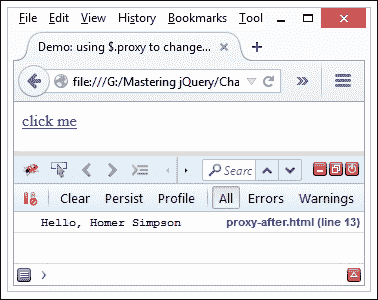 File Edit View History Bookmarks Tool
Demo: using $.proxy to change...
file:///G:/Mastering jQuery/Cha
click me
Searc
Clear Persist Profile All Errors Warnings
Hello, Homer Simpson proxy-after.html (line 13)